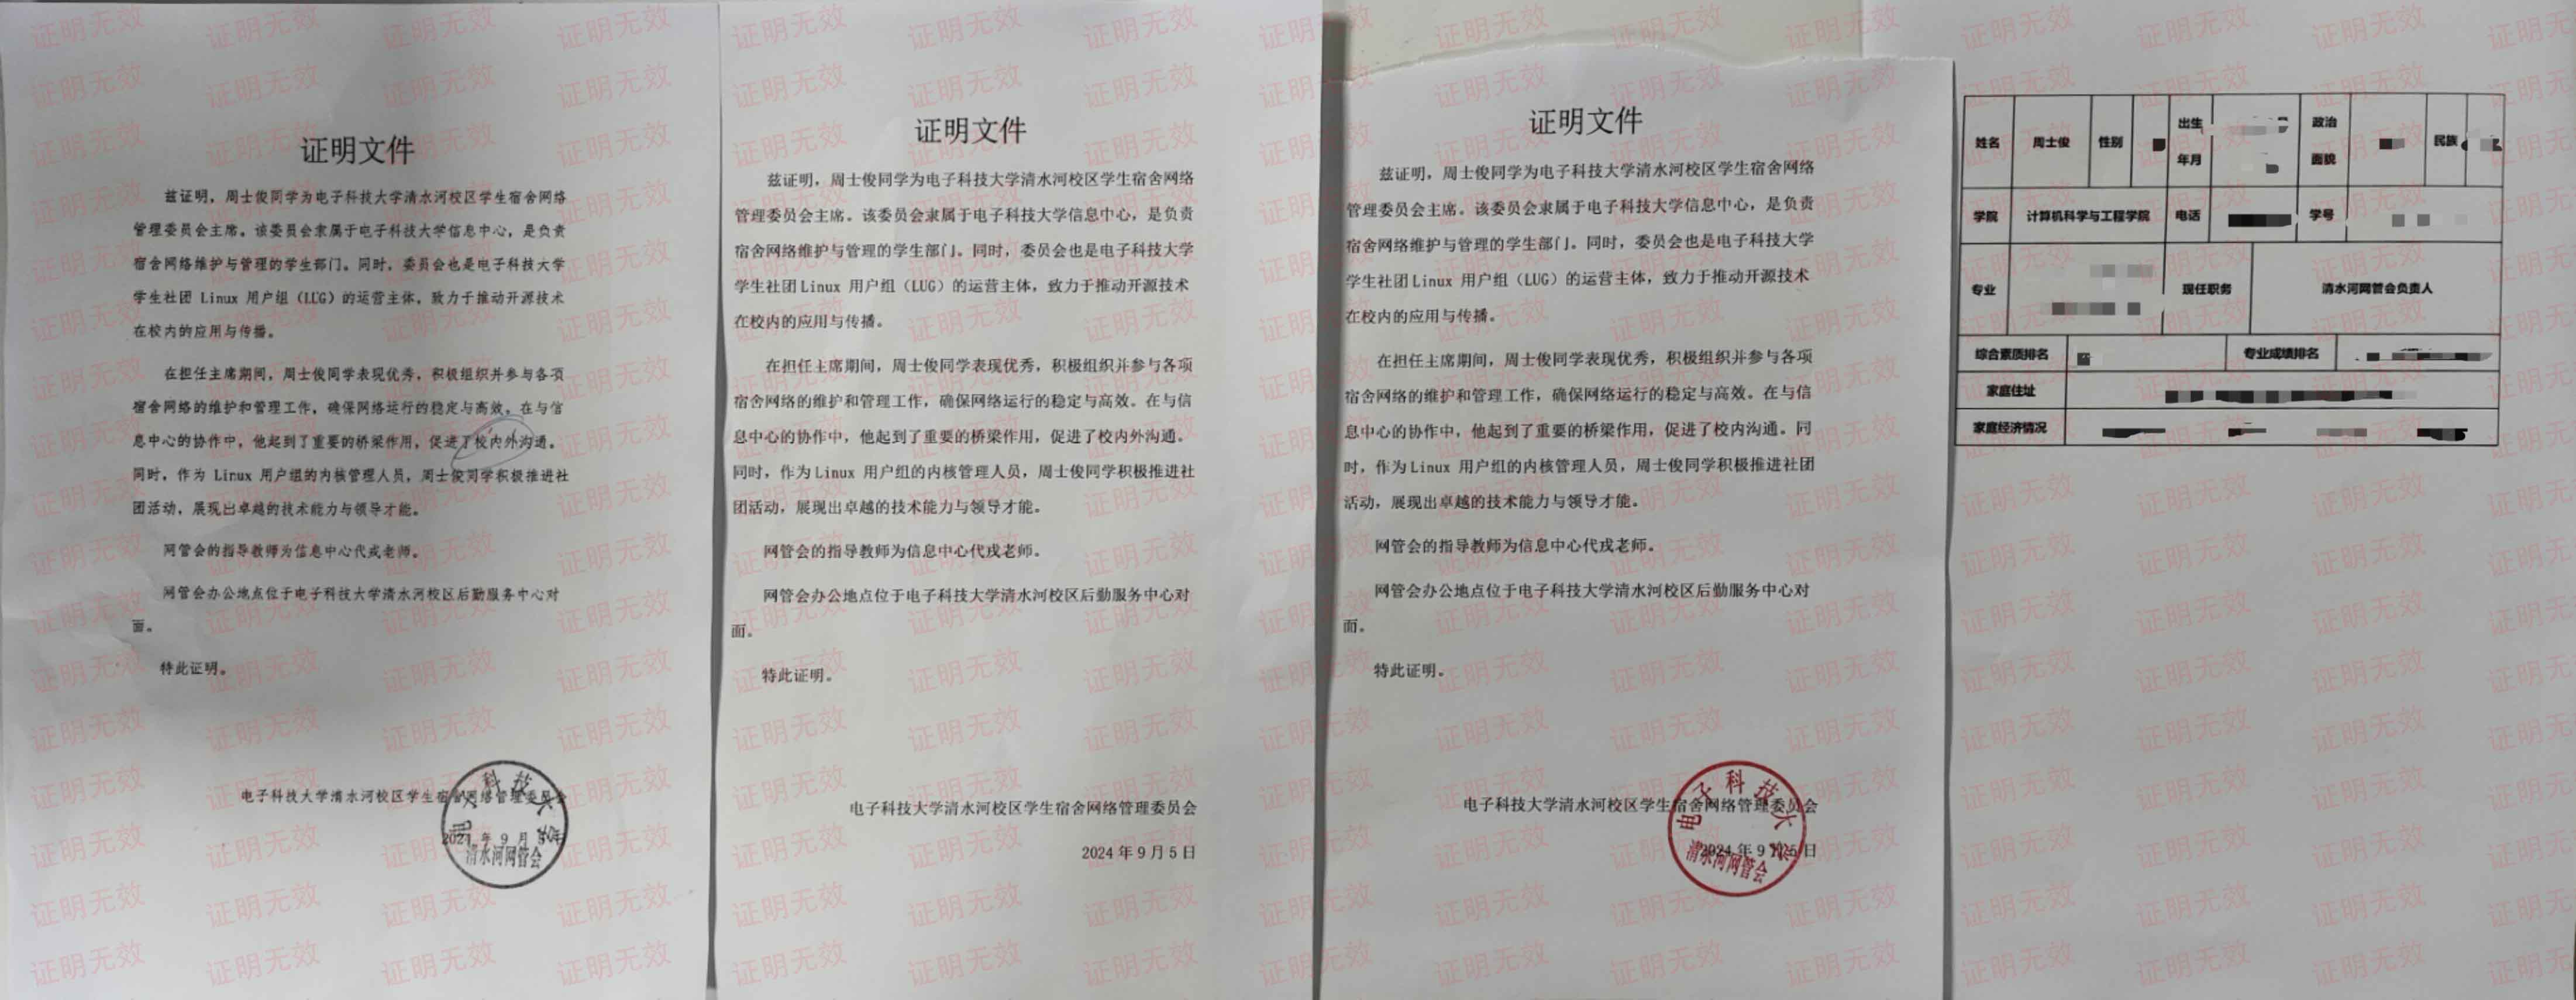 证明文件
兹证明，周士俊同学为电子科技大学清水河校区学生宿舍网络
管理委员会主席。该委员会隶属于电子科技大学信息中心，是负责
宿舍网络维护与管理的学生部门。同时，委员会也是电子科技大学
学生社团 Linux 用户组（LUG）的运营主体，致力于推动开源技术
在校内的应用与传播。
在担任主席期间，周士俊同学表现优秀，积极组织并参与各项
宿舍网络的维护和管理工作，确保网络运行的稳定与高效。在与信
息中心的协作中，他起到了重要的桥梁作用，促进了校内外沟通。
同时，作为 Linux 用户组的内核管理人员，周士俊同学积极推进社
团活动，展现出卓越的技术能力与领导才能。
网管会的指导教师为信息中心代戎老师。
网管会办公地点位于电子科技大学清水河校区后勤服务中心对
面。
特此证明。
电子科技大学清水河校区学生宿舍网络管理委员会
2024 年 9 月 5 日
电子科技大学
清水河网管会
证明文件
兹证明，周士俊同学为电子科技大学清水河校区学生宿舍网络
管理委员会主席。该委员会隶属于电子科技大学信息中心，是负责
宿舍网络维护与管理的学生部门。同时，委员会也是电子科技大学
学生社团 Linux 用户组（LUG）的运营主体，致力于推动开源技术
在校内的应用与传播。
在担任主席期间，周士俊同学表现优秀，积极组织并参与各项
宿舍网络的维护和管理工作，确保网络运行的稳定与高效。在与信
息中心的协作中，他起到了重要的桥梁作用，促进了校内外沟通。
同时，作为 Linux 用户组的内核管理人员，周士俊同学积极推进社
团活动，展现出卓越的技术能力与领导才能。
网管会的指导教师为信息中心代戎老师。
网管会办公地点位于电子科技大学清水河校区后勤服务中心对
面。
特此证明。
电子科技大学清水河校区学生宿舍网络管理委员会
2024 年 9 月 5 日
证明文件
兹证明，周士俊同学为电子科技大学清水河校区学生宿舍网络
管理委员会主席。该委员会隶属于电子科技大学信息中心，是负责
宿舍网络维护与管理的学生部门。同时，委员会也是电子科技大学
学生社团 Linux 用户组（LUG）的运营主体，致力于推动开源技术
在校内的应用与传播。
在担任主席期间，周士俊同学表现优秀，积极组织并参与各项
宿舍网络的维护和管理工作，确保网络运行的稳定与高效。在与信
息中心的协作中，他起到了重要的桥梁作用，促进了校内沟通。同
时，作为 Linux 用户组的内核管理人员，周士俊同学积极推进社团
活动，展现出卓越的技术能力与领导才能。
网管会的指导教师为信息中心代戎老师。
网管会办公地点位于电子科技大学清水河校区后勤服务中心对
面。
特此证明。
电子科技大学清水河校区学生宿舍网络管理委员会
2024 年 9 月 5 日
电子科技大学
清水河网管会
姓名 周士俊 性别 出生年月 政治面貌 民族
学院 计算机科学与工程学院 电话 学号
专业 现任职务 清水河网管会负责人
综合素质排名 专业成绩排名
家庭住址
家庭经济情况
证明无效